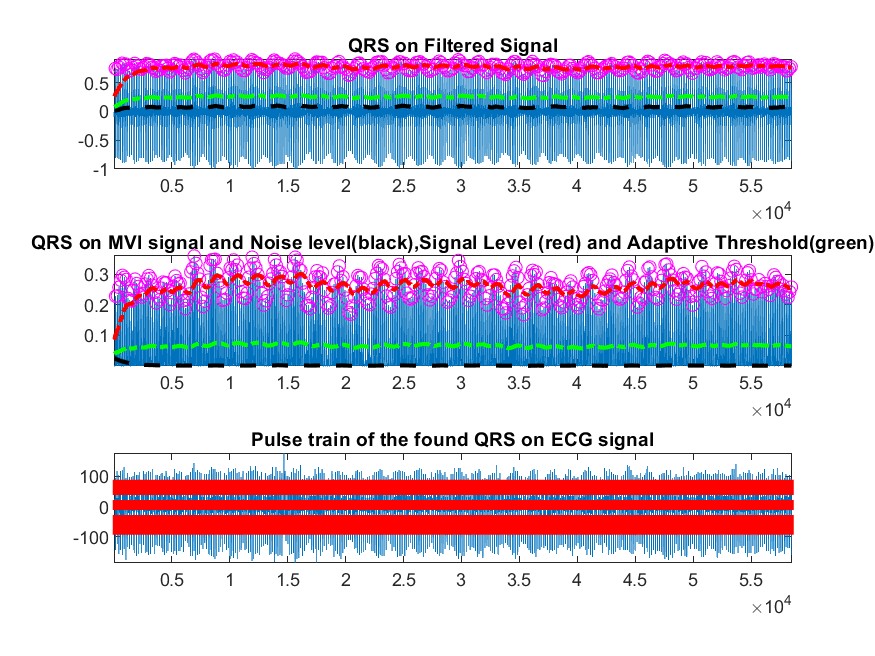 QRS on Filtered Signal
0.5
0
-0.5
-1
0.5 1 1.5 2 2.5 3 3.5 4 4.5 5 5.5
×10^4
QRS on MVI signal and Noise level(black),Signal Level (red) and Adaptive Threshold(green)
0.3
0.2
0.1
0.5 1 1.5 2 2.5 3 3.5 4 4.5 5 5.5
×10^4
Pulse train of the found QRS on ECG signal
100
0
-100
0.5 1 1.5 2 2.5 3 3.5 4 4.5 5 5.5
×10^4